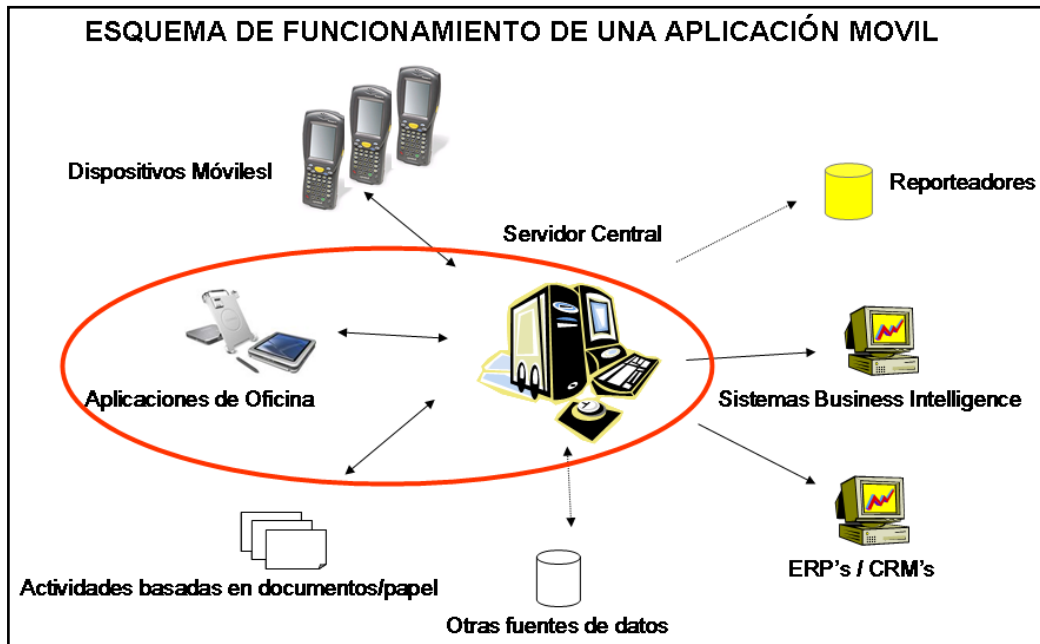 ESQUEMA DE FUNCIONAMIENTO DE UNA APLICACIÓN MOVIL
Dispositivos MóvilesI
Reporteadores
Servidor Central
Aplicaciones de Oficina
Sistemas Business Intelligence
ERP's / CRM's
Actividades basadas en documentos/papel
Otras fuentes de datos